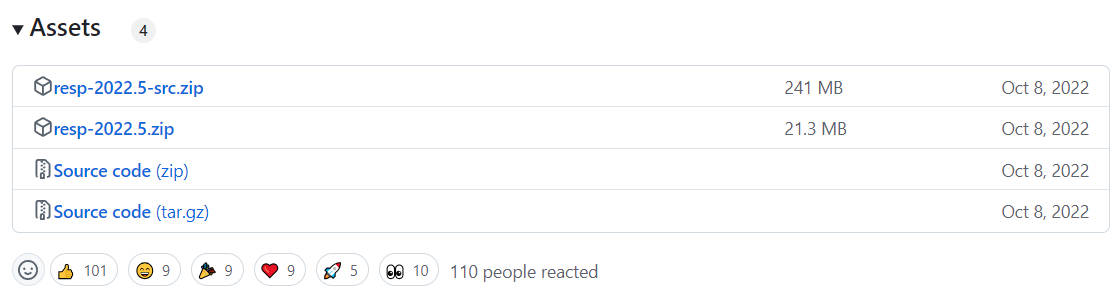 Assets 4
resp-2022.5-src.zip 241 MB Oct 8, 2022
resp-2022.5.zip 21.3 MB Oct 8, 2022
Source code (zip) Oct 8, 2022
Source code (tar.gz) Oct 8, 2022
101 9 9 9 5 10 110 people reacted